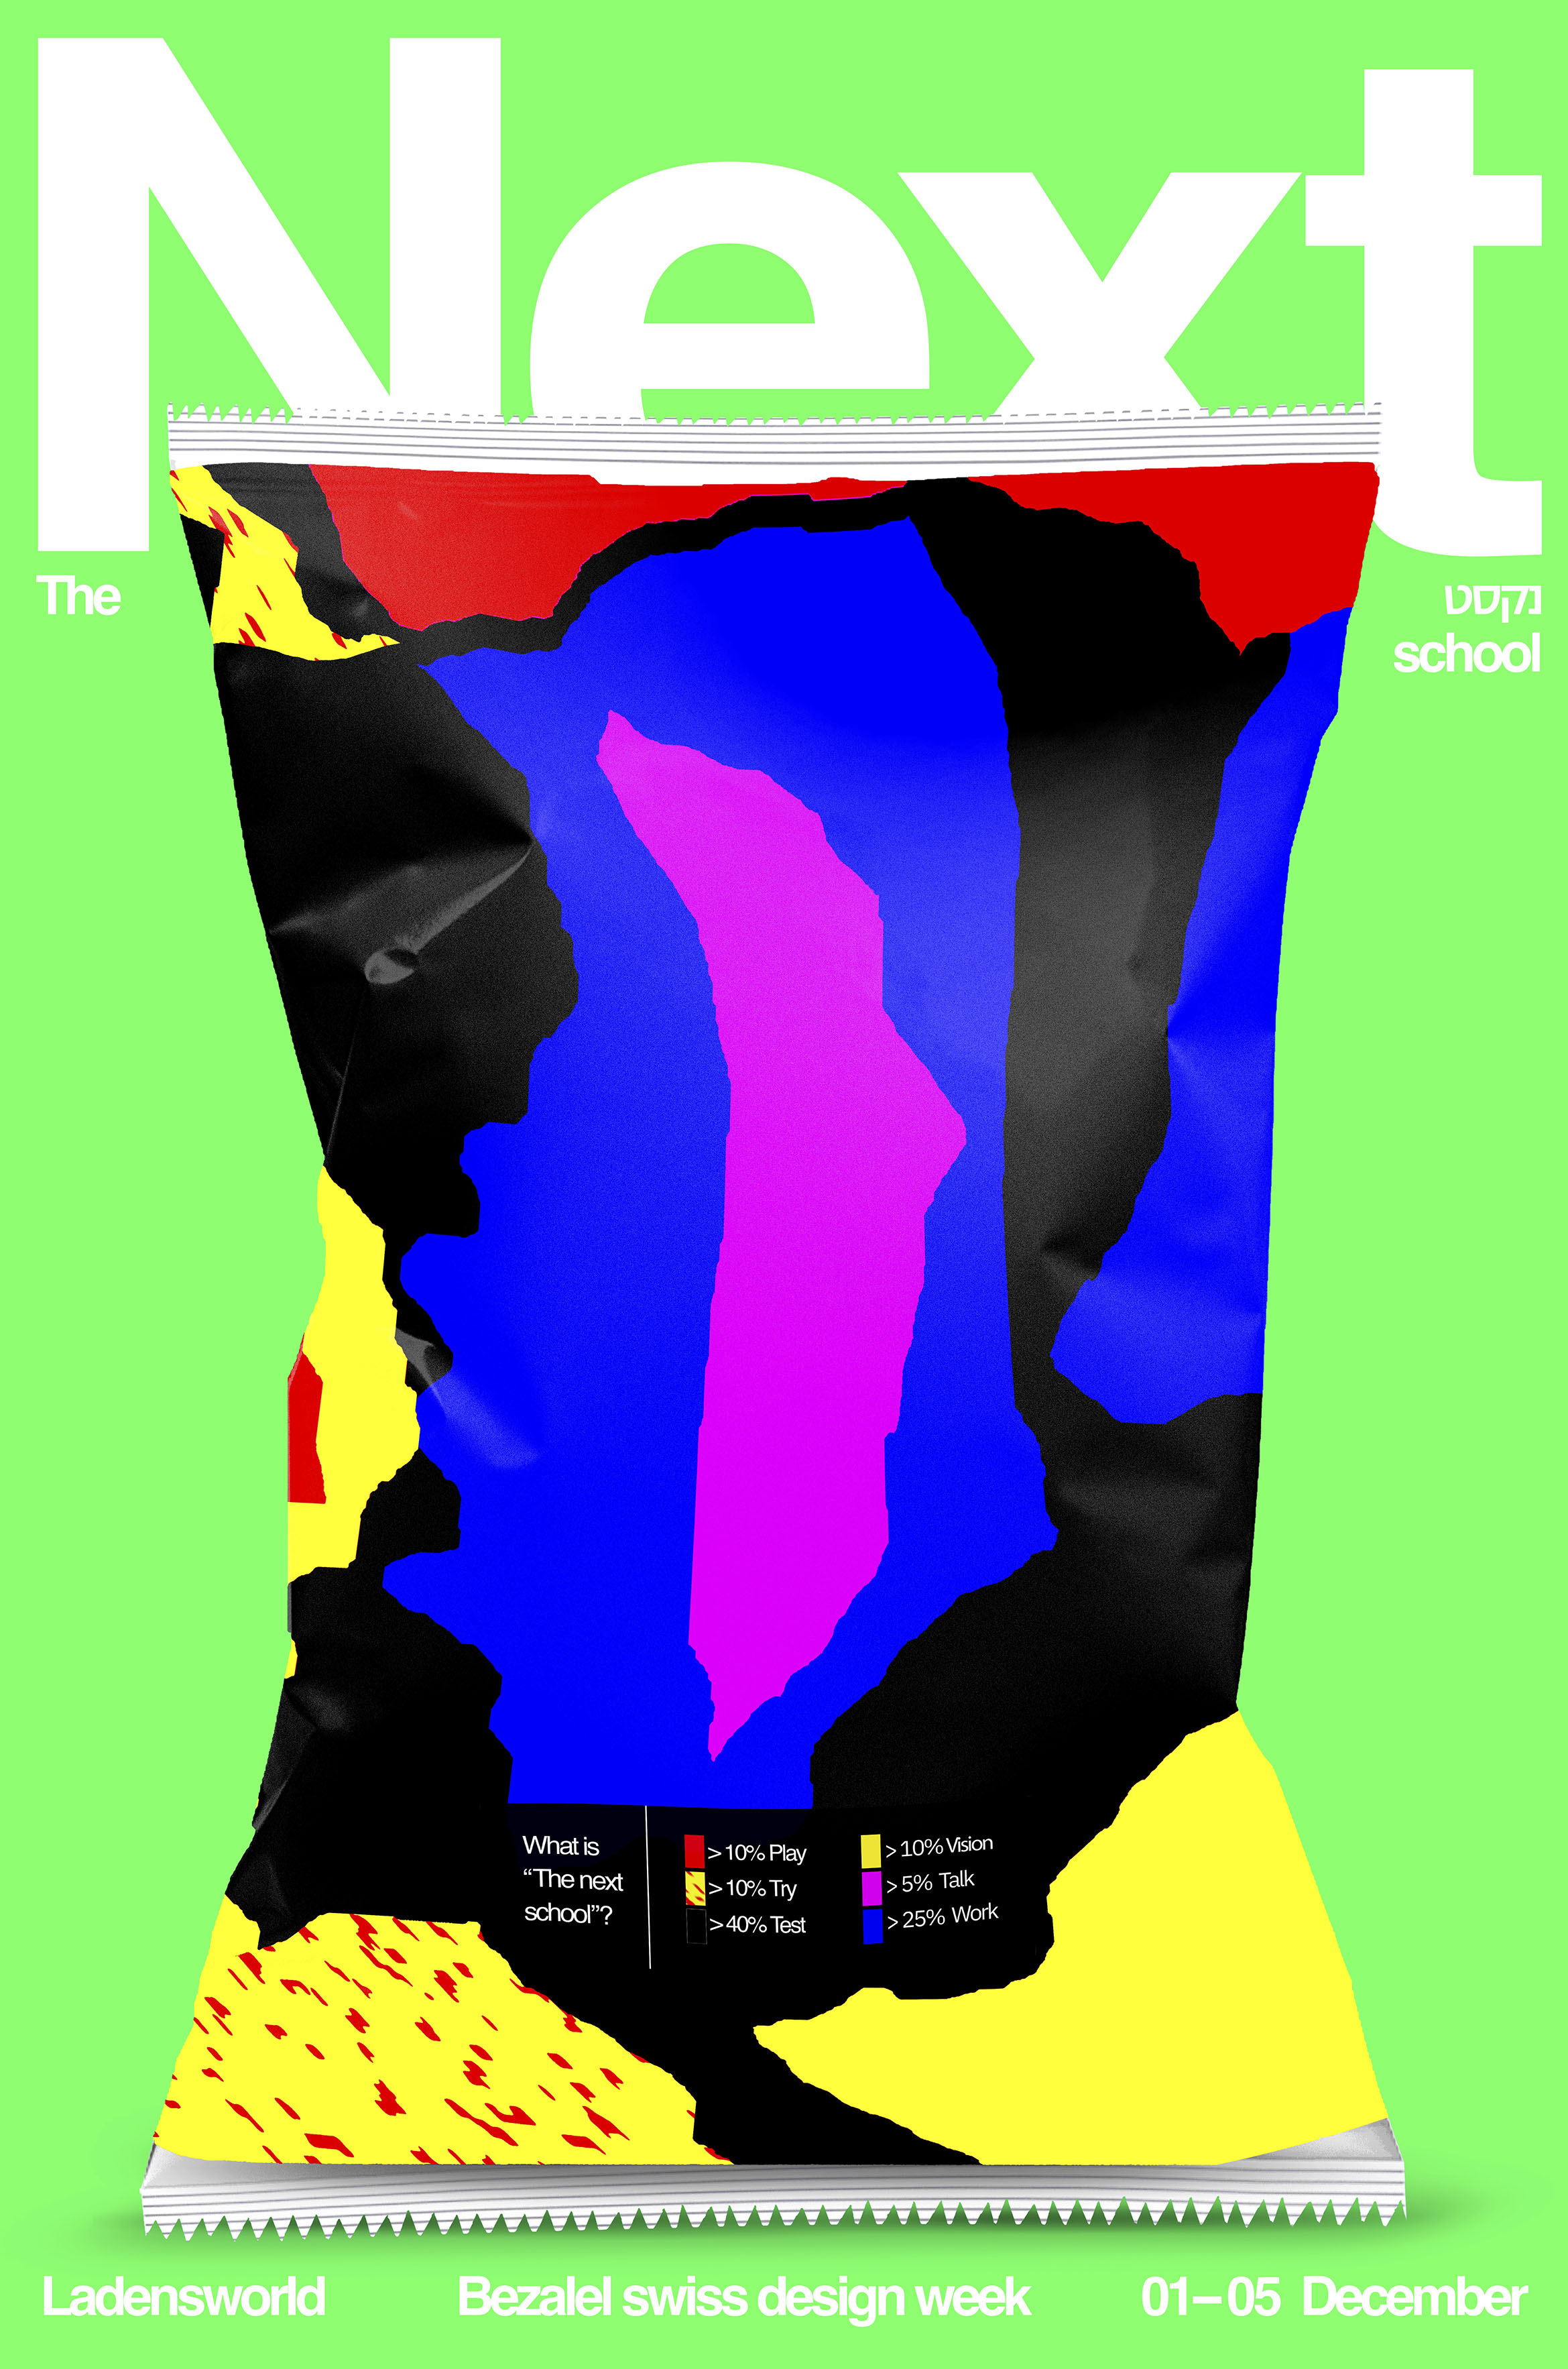 Next
The
נקסט
school
What is
“The next
school”?
> 10% Play
> 10% Try
> 40% Test
> 10% Vision
> 5% Talk
> 25% Work
Ladensworld
Bezalel swiss design week
01–05 December